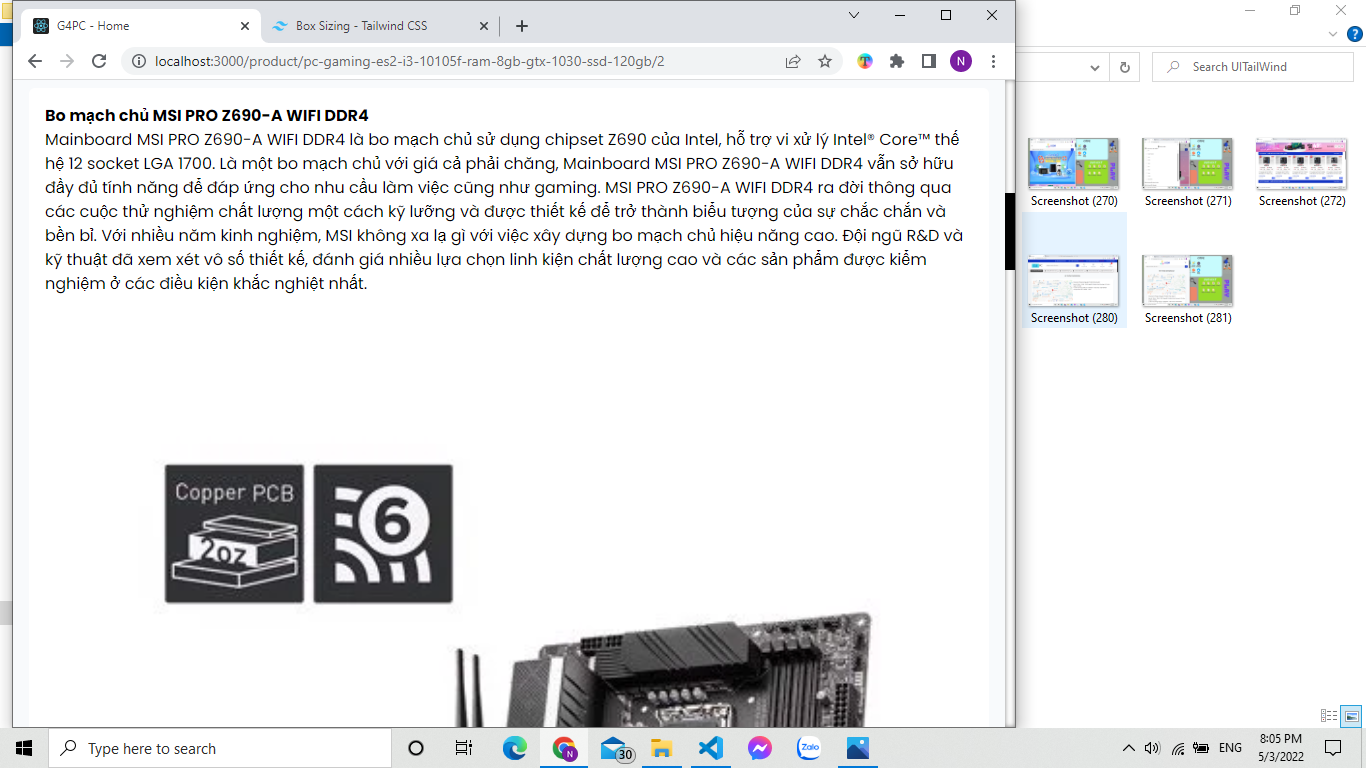 G4PC - Home
Box Sizing - Tailwind CSS
localhost:3000/product/pc-gaming-es2-i3-10105f-ram-8gb-gtx-1030-ssd-120gb/2
N
Search UITailWind
Bo mạch chủ MSI PRO Z690-A WIFI DDR4
Mainboard MSI PRO Z690-A WIFI DDR4 là bo mạch chủ sử dụng chipset Z690 của Intel, hỗ trợ vi xử lý Intel® Core™ thế
hệ 12 socket LGA 1700. Là một bo mạch chủ với giá cả phải chăng, Mainboard MSI PRO Z690-A WIFI DDR4 vẫn sở hữu
đầy đủ tính năng để đáp ứng cho nhu cầu làm việc cũng như gaming. MSI PRO Z690-A WIFI DDR4 ra đời thông qua
các cuộc thử nghiệm chất lượng một cách kỹ lưỡng và được thiết kế để trở thành biểu tượng của sự chắc chắn và
bền bỉ. Với nhiều năm kinh nghiệm, MSI không xa lạ gì với việc xây dựng bo mạch chủ hiệu năng cao. Đội ngũ R&D và
kỹ thuật đã xem xét vô số thiết kế, đánh giá nhiều lựa chọn linh kiện chất lượng cao và các sản phẩm được kiểm
nghiệm ở các điều kiện khắc nghiệt nhất.
Copper PCB
2oz
6
Screenshot (270)
Screenshot (271)
Screenshot (272)
Screenshot (280)
Screenshot (281)
Type here to search
N
30
Zalo
ENG
8:05 PM
5/3/2022